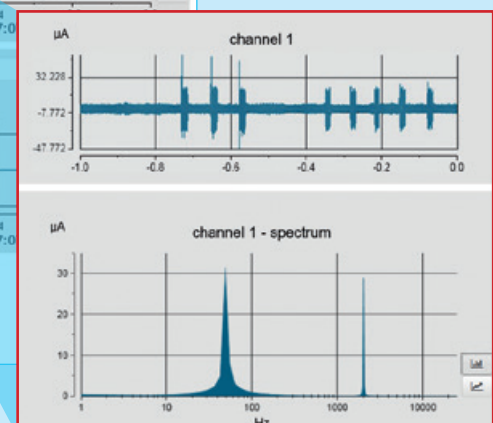 µA
channel 1
32.228
-7.772
-47.772
-1.0 -0.8 -0.6 -0.4 -0.2 0.0
µA
channel 1 - spectrum
30
20
10
0
1 10 100 1000 10000
Hz